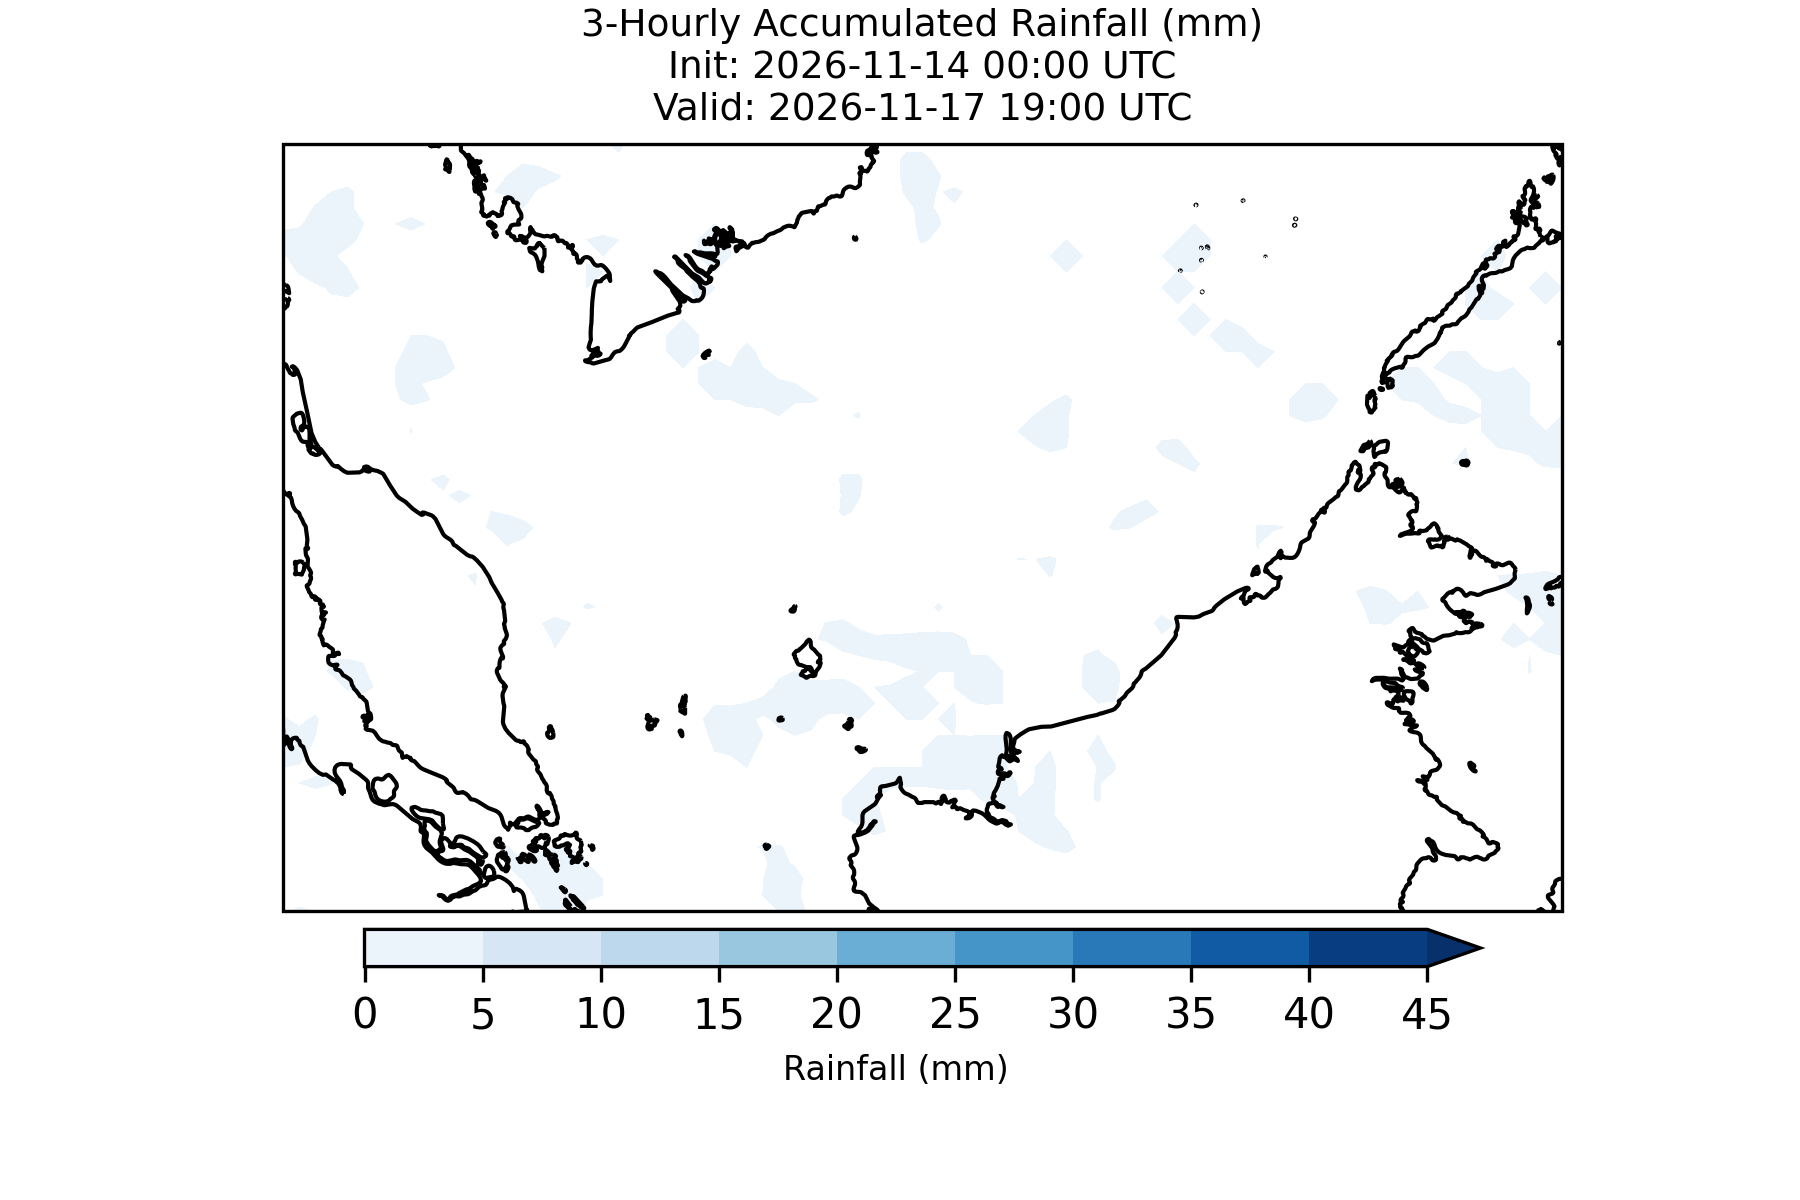 3-Hourly Accumulated Rainfall (mm)
Init: 2026-11-14 00:00 UTC
Valid: 2026-11-17 19:00 UTC
0 5 10 15 20 25 30 35 40 45
Rainfall (mm)